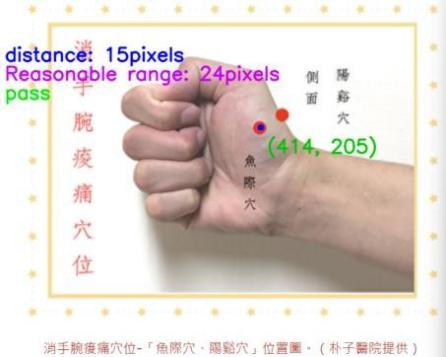 distance: 15pixels
Reasonable range: 24pixels
pass
消手腕痠痛穴位
側面
陽谿穴
(414, 205)
魚際穴
消手腕痠痛穴位-「魚際穴、陽谿穴」位置圖。(朴子醫院提供)